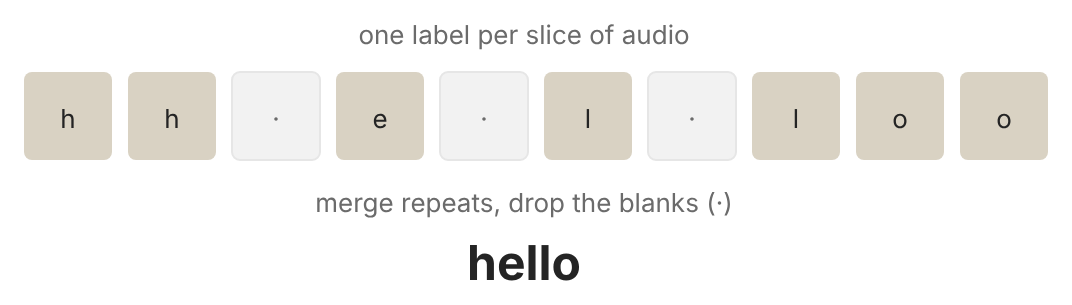 one label per slice of audio
h h · e · l · l o o
merge repeats, drop the blanks (·)
hello